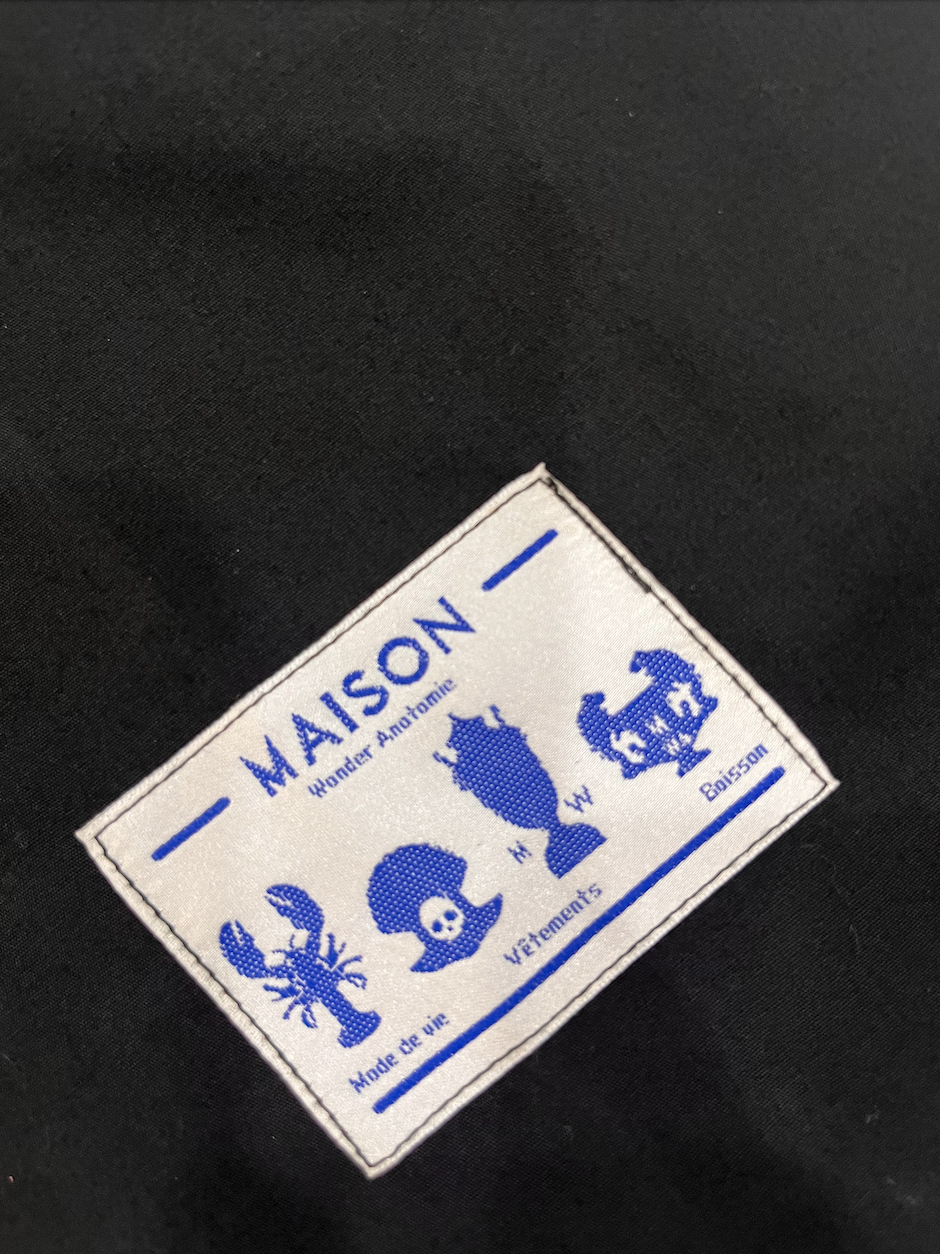 MAISON
Wonder Anatomie
M W
M
W
Mode de vie
Vêtements
Boisson